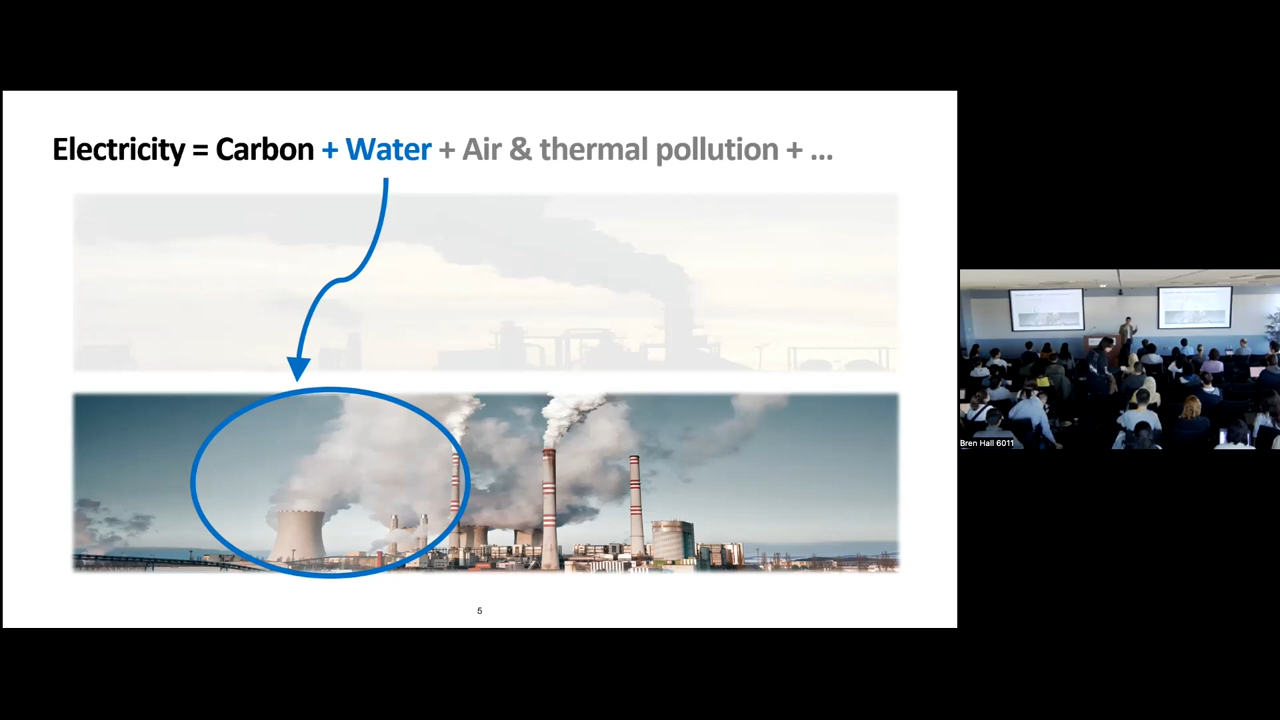 Electricity = Carbon + Water + Air & thermal pollution + ...
5
Bren Hall 6011